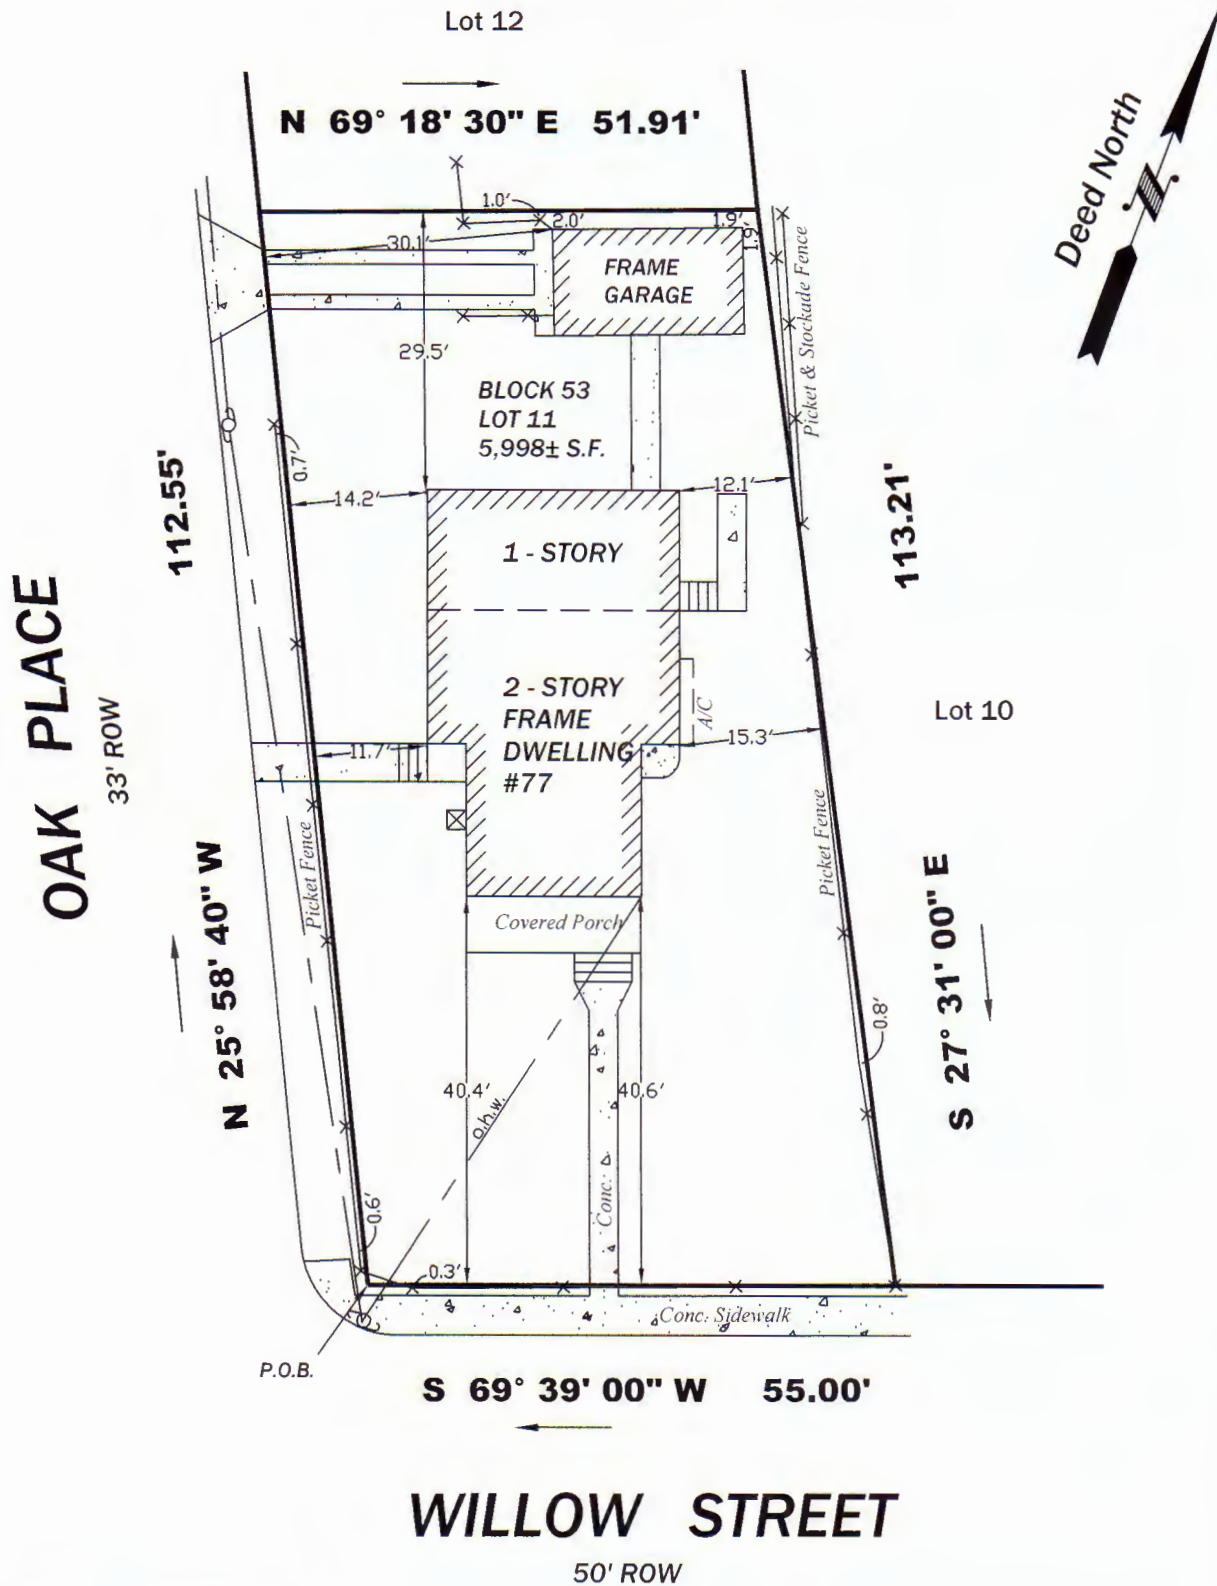 Lot 12
N 69° 18' 30" E 51.91'
Deed North
1.0'
2.0'
1.9'
1.9'
30.1'
FRAME
GARAGE
Picket & Stockade Fence
29.5'
BLOCK 53
LOT 11
5,998± S.F.
0.7'
112.55'
14.2'
12.1'
113.21'
1 - STORY
OAK PLACE
33' ROW
2 - STORY
FRAME
DWELLING
#77
A/C
Lot 10
11.7'
15.3'
Picket Fence
Picket Fence
N 25° 58' 40" W
S 27° 31' 00" E
Covered Porch
0.8'
40.4'
40.6'
o.h.w.
Conc.
0.6'
0.3'
Conc. Sidewalk
P.O.B.
S 69° 39' 00" W 55.00'
WILLOW STREET
50' ROW